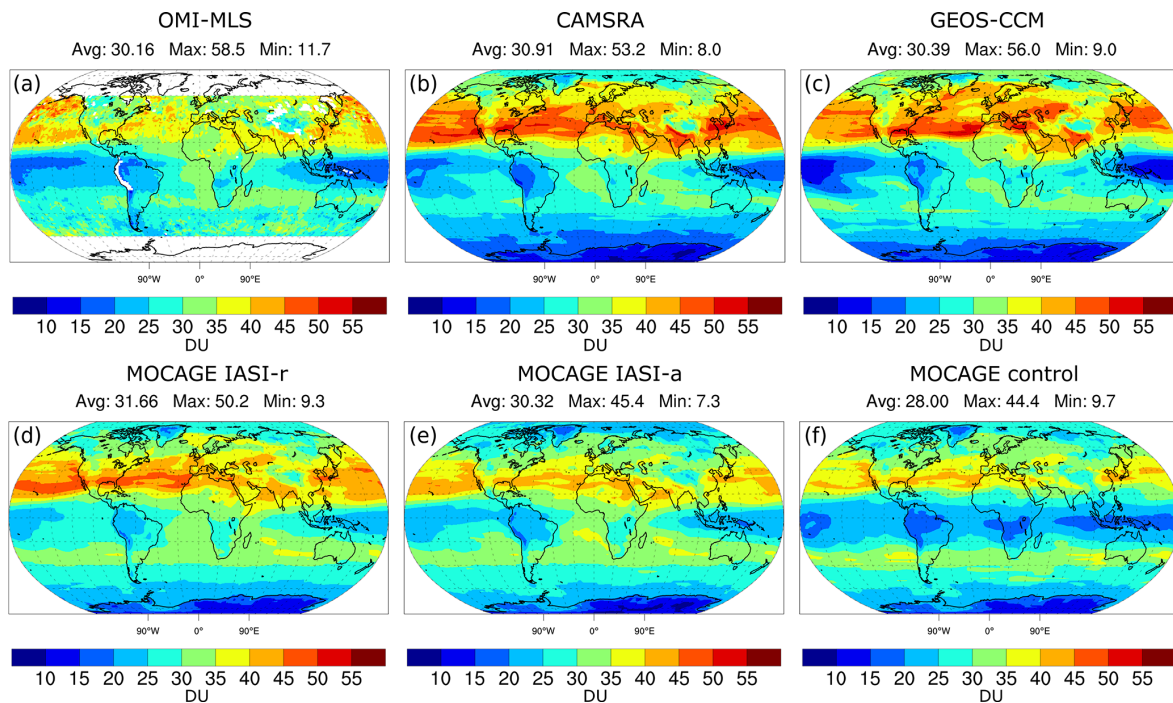 OMI-MLS CAMSRA GEOS-CCM
Avg: 30.16 Max: 58.5 Min: 11.7 Avg: 30.91 Max: 53.2 Min: 8.0 Avg: 30.39 Max: 56.0 Min: 9.0
(a) (b) (c)
90°W 0° 90°E 90°W 0° 90°E 90°W 0° 90°E
10 15 20 25 30 35 40 45 50 55 10 15 20 25 30 35 40 45 50 55 10 15 20 25 30 35 40 45 50 55
DU DU DU
MOCAGE IASI-r MOCAGE IASI-a MOCAGE control
Avg: 31.66 Max: 50.2 Min: 9.3 Avg: 30.32 Max: 45.4 Min: 7.3 Avg: 28.00 Max: 44.4 Min: 9.7
(d) (e) (f)
90°W 0° 90°E 90°W 0° 90°E 90°W 0° 90°E
10 15 20 25 30 35 40 45 50 55 10 15 20 25 30 35 40 45 50 55 10 15 20 25 30 35 40 45 50 55
DU DU DU